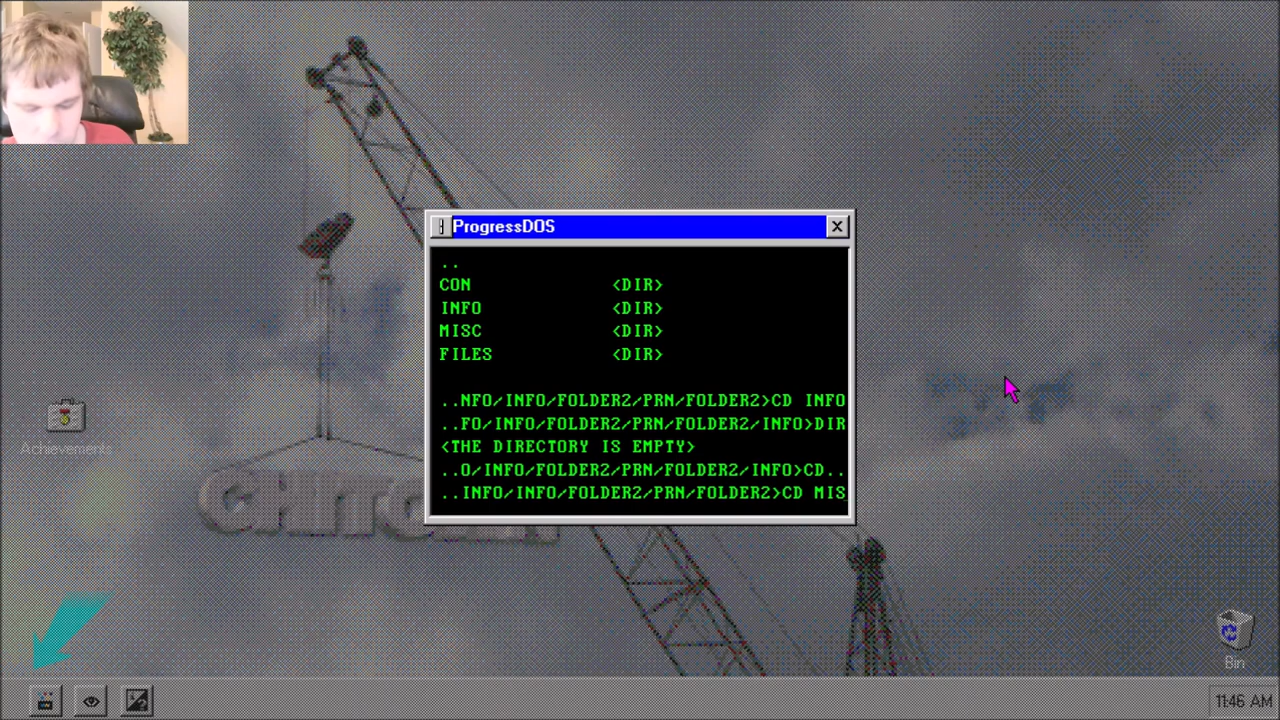 ProgressDOS
..
CON <DIR>
INFO <DIR>
MISC <DIR>
FILES <DIR>
..NFO/INFO/FOLDER2/PRN/FOLDER2>CD INFO
..FO/INFO/FOLDER2/PRN/FOLDER2/INFO>DIR
<THE DIRECTORY IS EMPTY>
..O/INFO/FOLDER2/PRN/FOLDER2/INFO>CD..
..INFO/INFO/FOLDER2/PRN/FOLDER2>CD MIS_
Achievements
Bin
11:46 AM